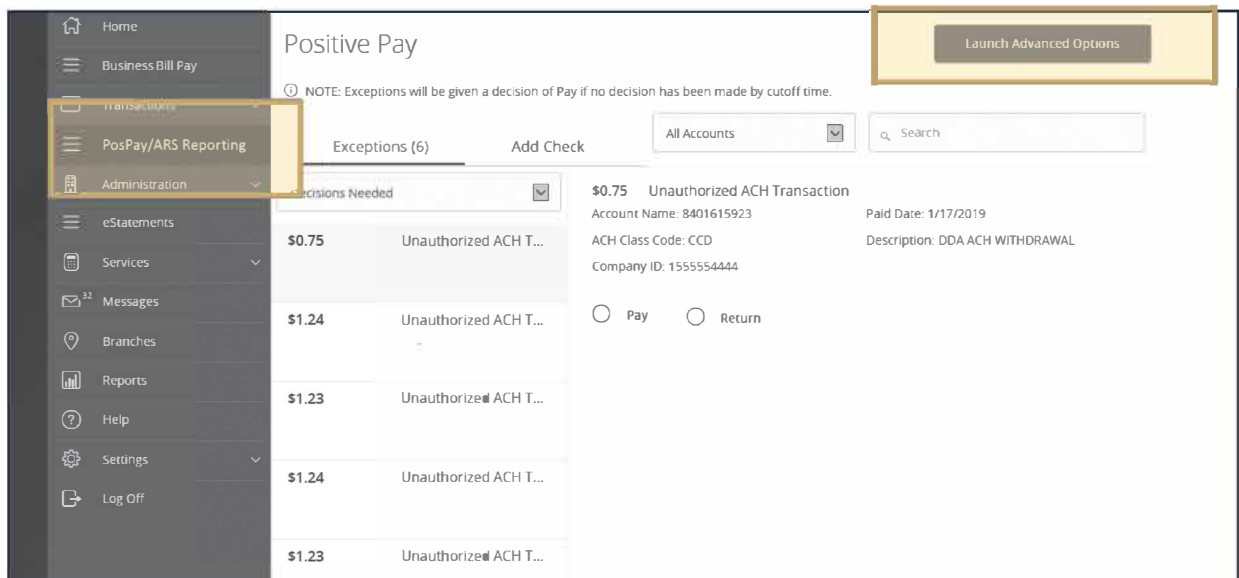 Home
Business Bill Pay
Transactions
PosPay/ARS Reporting
Administration
eStatements
Services
32 Messages
Branches
Reports
Help
Settings
Log Off
Positive Pay
Launch Advanced Options
NOTE: Exceptions will be given a decision of Pay if no decision has been made by cutoff time.
Exceptions (6) Add Check
All Accounts
Search
Decisions Needed
$0.75 Unauthorized ACH T...
$1.24 Unauthorized ACH T...
$1.23 Unauthorized ACH T...
$1.24 Unauthorized ACH T...
$1.23 Unauthorized ACH T...
$0.75 Unauthorized ACH Transaction
Account Name: 8401615923 Paid Date: 1/17/2019
ACH Class Code: CCD Description: DDA ACH WITHDRAWAL
Company ID: 1555554444
Pay Return